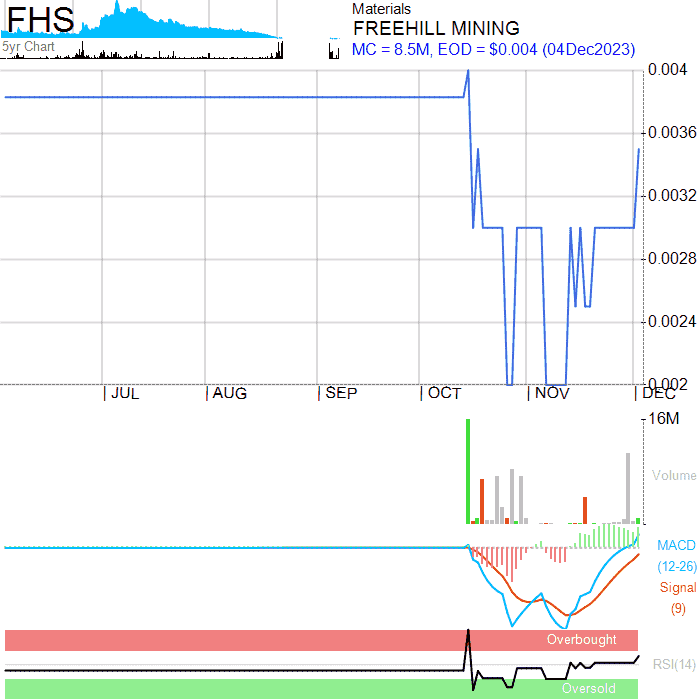 FHS
5yr Chart
Materials
FREEHILL MINING
MC = 8.5M, EOD = $0.004 (04Dec2023)
0.004
0.0036
0.0032
0.0028
0.0024
0.002
JUL AUG SEP OCT NOV DEC
16M
Volume
MACD
(12-26)
Signal
(9)
Overbought
RSI(14)
Oversold